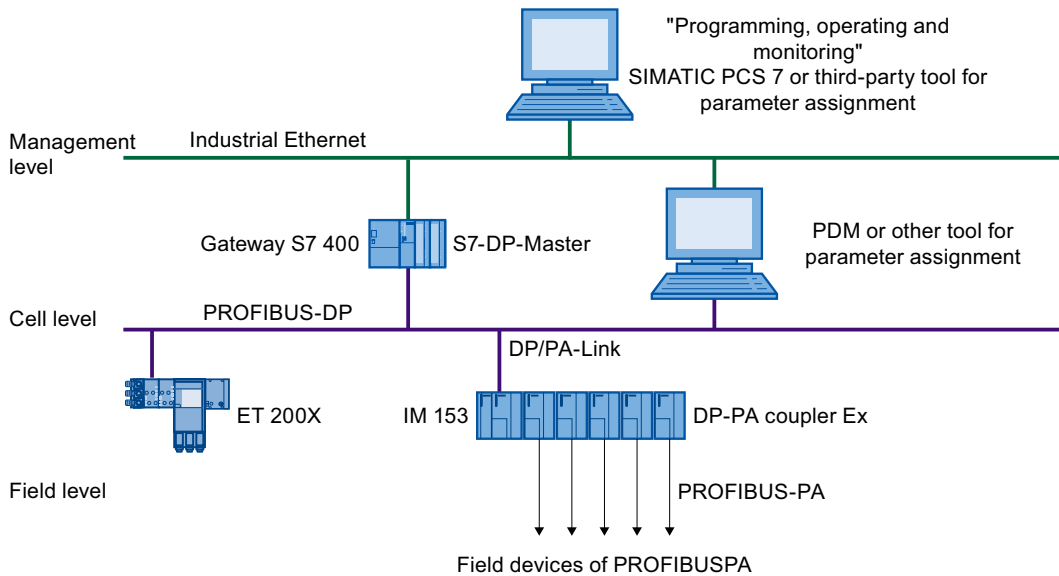 "Programming, operating and
monitoring"
SIMATIC PCS 7 or third-party tool for
parameter assignment
Management
level
Industrial Ethernet
Gateway S7 400
S7-DP-Master
PDM or other tool for
parameter assignment
Cell level
PROFIBUS-DP
DP/PA-Link
ET 200X
IM 153
DP-PA coupler Ex
Field level
PROFIBUS-PA
Field devices of PROFIBUSPA